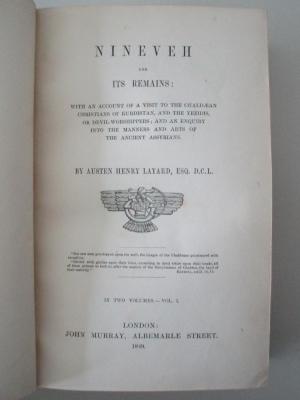 NINEVEH
AND
ITS REMAINS:
WITH AN ACCOUNT OF A VISIT TO THE CHALDÆAN
CHRISTIANS OF KURDISTAN, AND THE YEZIDIS,
OR DEVIL-WORSHIPPERS; AND AN ENQUIRY
INTO THE MANNERS AND ARTS OF
THE ANCIENT ASSYRIANS.
BY AUSTEN HENRY LAYARD, ESQ. D.C.L.
IN TWO VOLUMES.—VOL. I.
LONDON:
JOHN MURRAY, ALBEMARLE STREET.
1849.